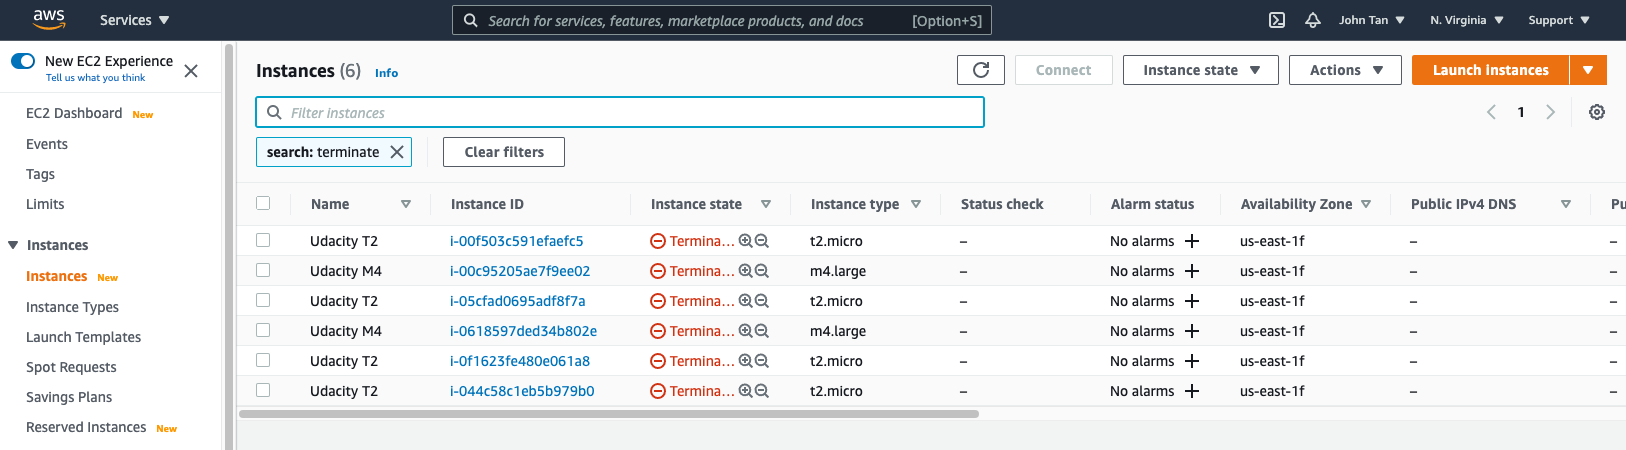 aws Services Search for services, features, marketplace products, and docs [Option+S] John Tan N. Virginia Support
New EC2 Experience
Tell us what you think
EC2 Dashboard New
Events
Tags
Limits
Instances
Instances New
Instance Types
Launch Templates
Spot Requests
Savings Plans
Reserved Instances New
Instances (6) Info Connect Instance state Actions Launch instances
Filter instances 1
search: terminate Clear filters
Name Instance ID Instance state Instance type Status check Alarm status Availability Zone Public IPv4 DNS Pu
Udacity T2 i-00f503c591efaefc5 Termina... t2.micro – No alarms + us-east-1f – –
Udacity M4 i-00c95205ae7f9ee02 Termina... m4.large – No alarms + us-east-1f – –
Udacity T2 i-05cfad0695adf8f7a Termina... t2.micro – No alarms + us-east-1f – –
Udacity M4 i-0618597ded34b802e Termina... m4.large – No alarms + us-east-1f – –
Udacity T2 i-0f1623fe480e061a8 Termina... t2.micro – No alarms + us-east-1f – –
Udacity T2 i-044c58c1eb5b979b0 Termina... t2.micro – No alarms + us-east-1f – –